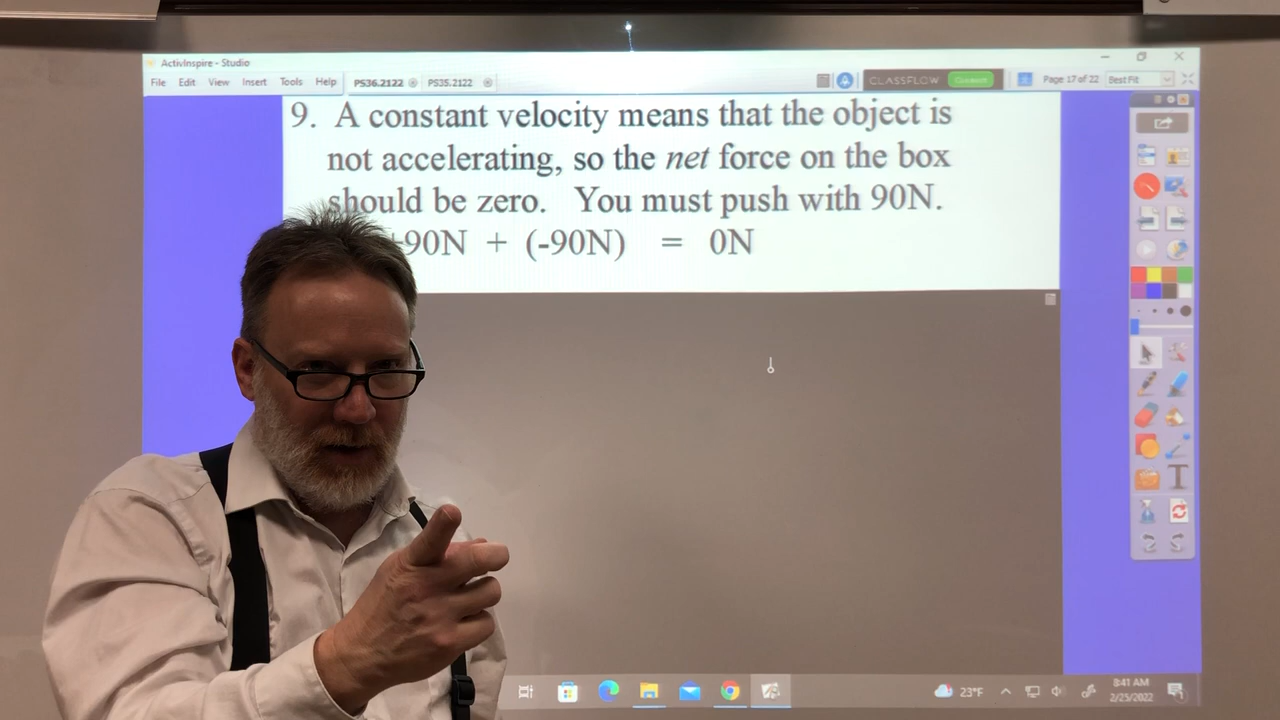 ActivInspire - Studio
File Edit View Insert Tools Help PS36.2122 PS35.2122 CLASSFLOW Connect Page 17 of 22 Best Fit
9. A constant velocity means that the object is
not accelerating, so the net force on the box
should be zero. You must push with 90N.
+90N + (-90N) = 0N
T
23°F 8:41 AM
2/25/2022